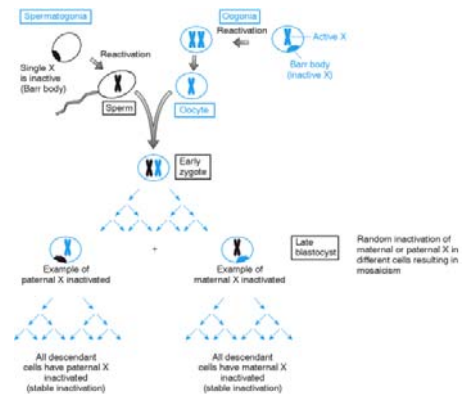 Spermatogonia
Oogonia
Reactivation
Reactivation
Active X
Single X
is inactive
(Barr body)
Barr body
(inactive X)
Sperm
Oocyte
Early
zygote
+
Late
blastocyst
Random inactivation of
maternal or paternal X in
different cells resulting in
mosaicism
Example of
paternal X inactivated
Example of
maternal X inactivated
All descendant
cells have paternal X
inactivated
(stable inactivation)
All descendant
cells have maternal X
inactivated
(stable inactivation)